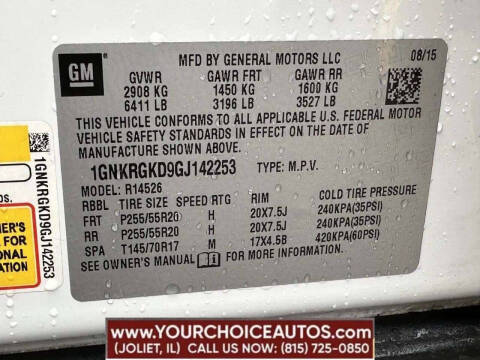 GM
MFD BY GENERAL MOTORS LLC 08/15
GVWR GAWR FRT GAWR RR
2908 KG 1450 KG 1600 KG
6411 LB 3196 LB 3527 LB
THIS VEHICLE CONFORMS TO ALL APPLICABLE U.S. FEDERAL MOTOR
VEHICLE SAFETY STANDARDS IN EFFECT ON THE DATE OF
MANUFACTURE SHOWN ABOVE.
1GNKRGKD9GJ142253 TYPE: M.P.V.
MODEL: R14526
RBBL TIRE SIZE SPEED RTG RIM COLD TIRE PRESSURE
FRT P255/55R20 H 20X7.5J 240KPA(35PSI)
RR P255/55R20 H 20X7.5J 240KPA(35PSI)
SPA T145/70R17 M 17X4.5B 420KPA(60PSI)
SEE OWNER'S MANUAL FOR MORE INFORMATION.
1GNKRGKD9GJ142253
OWNER'S
ONAL
ATION
WWW.YOURCHOICEAUTOS.COM
(JOLIET, IL) CALL US NOW: (815) 725-0850